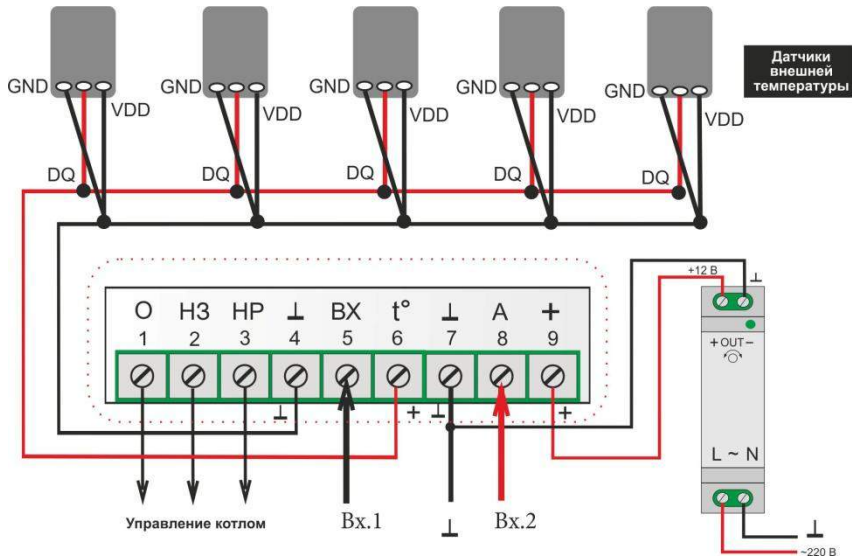 Датчики
внешней
температуры
GND VDD GND VDD GND VDD GND VDD GND VDD
DQ DQ DQ DQ DQ
+12 В ⊥
О НЗ НР ⊥ ВХ t° ⊥ А +
1 2 3 4 5 6 7 8 9
⊥ + ⊥ +
+ OUT −
L ~ N
Управление котлом
Вх.1
⊥
Вх.2
⊥
~220 В